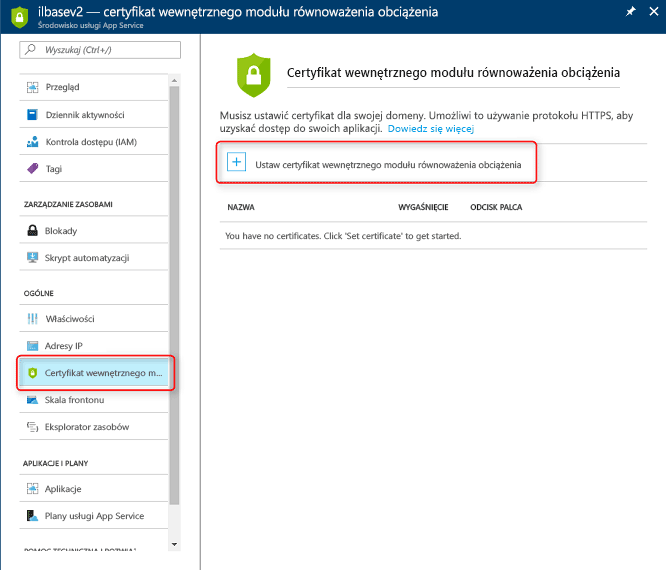 ilbasev2 — certyfikat wewnętrznego modułu równoważenia obciążenia
Środowisko usługi App Service
Wyszukaj (Ctrl+/)
Przegląd
Dziennik aktywności
Kontrola dostępu (IAM)
Tagi
ZARZĄDZANIE ZASOBAMI
Blokady
Skrypt automatyzacji
OGÓLNE
Właściwości
Adresy IP
Certyfikat wewnętrznego m...
Skala frontonu
Eksplorator zasobów
APLIKACJE I PLANY
Aplikacje
Plany usługi App Service
POMOC TECHNICZNA I ROZWIĄZ
Certyfikat wewnętrznego modułu równoważenia obciążenia
Musisz ustawić certyfikat dla swojej domeny. Umożliwi to używanie protokołu HTTPS, aby
uzyskać dostęp do swoich aplikacji. Dowiedz się więcej
Ustaw certyfikat wewnętrznego modułu równoważenia obciążenia
NAZWA WYGAŚNIĘCIE ODCISK PALCA
You have no certificates. Click 'Set certificate' to get started.